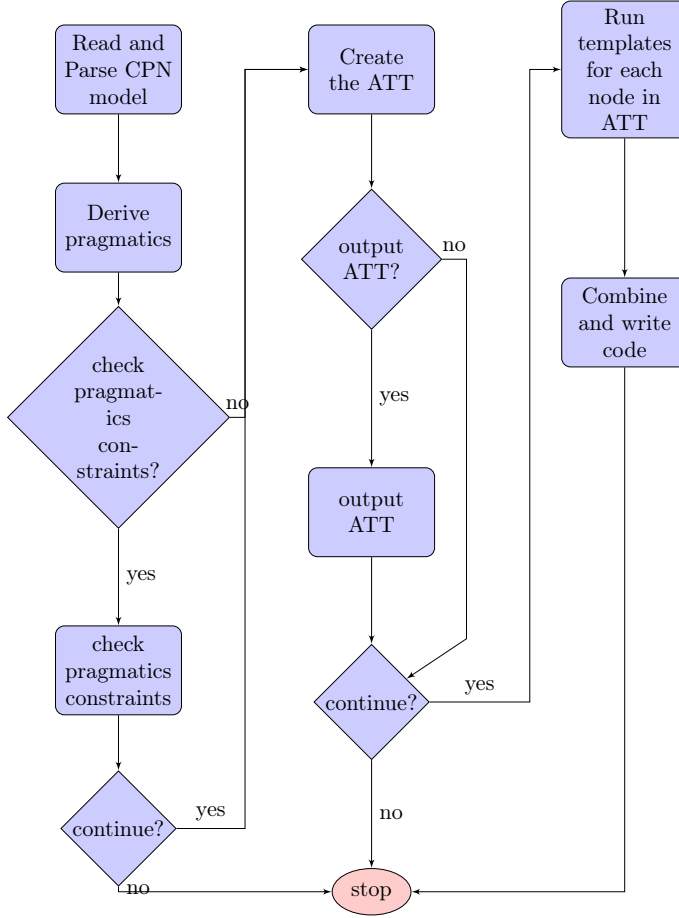 Read and
Parse CPN
model
Derive
pragmatics
check
pragmat-
ics
con-
straints?
no
yes
check
pragmatics
constraints
continue?
yes
no
Create
the ATT
output
ATT?
no
yes
output
ATT
continue?
yes
no
stop
Run
templates
for each
node in
ATT
Combine
and write
code